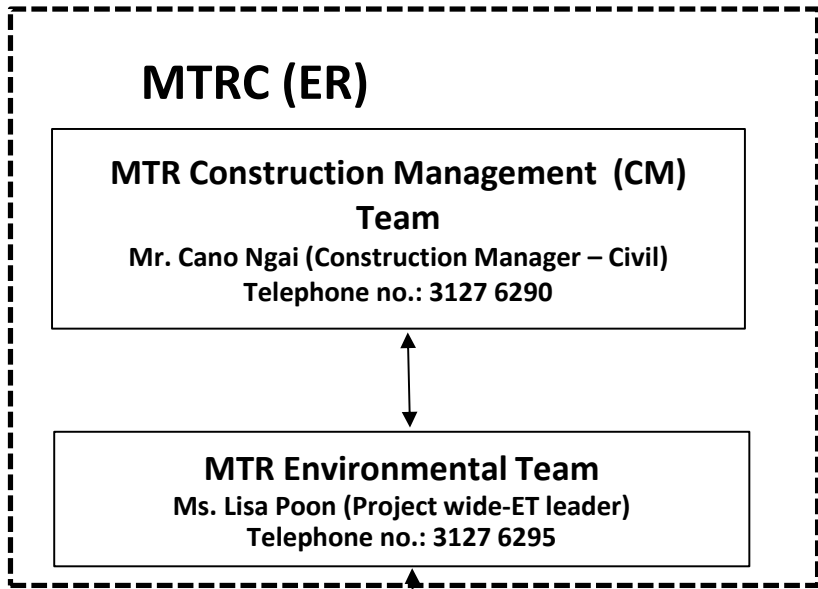 MTRC (ER)
MTR Construction Management (CM)
Team
Mr. Cano Ngai (Construction Manager – Civil)
Telephone no.: 3127 6290
MTR Environmental Team
Ms. Lisa Poon (Project wide-ET leader)
Telephone no.: 3127 6295